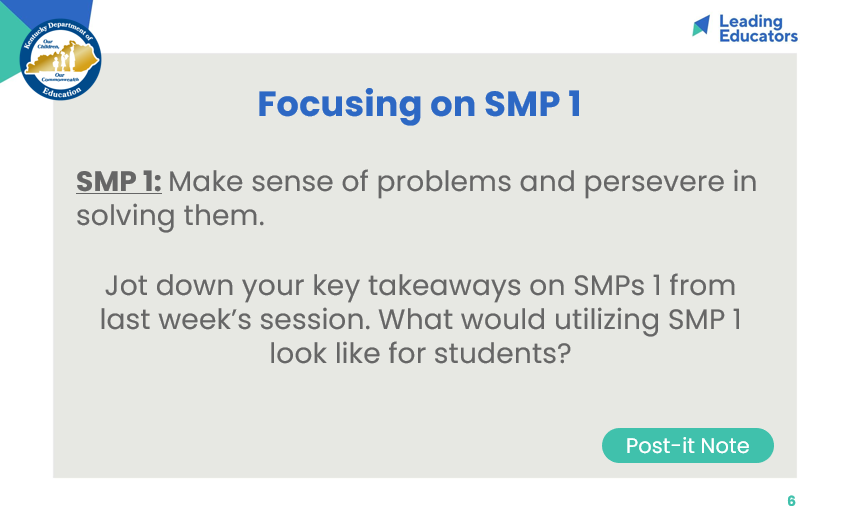 Kentucky Department of
Our
Children,
Our
Commonwealth
Education
Leading
Educators
Focusing on SMP 1
SMP 1: Make sense of problems and persevere in
solving them.
Jot down your key takeaways on SMPs 1 from
last week’s session. What would utilizing SMP 1
look like for students?
Post-it Note
6